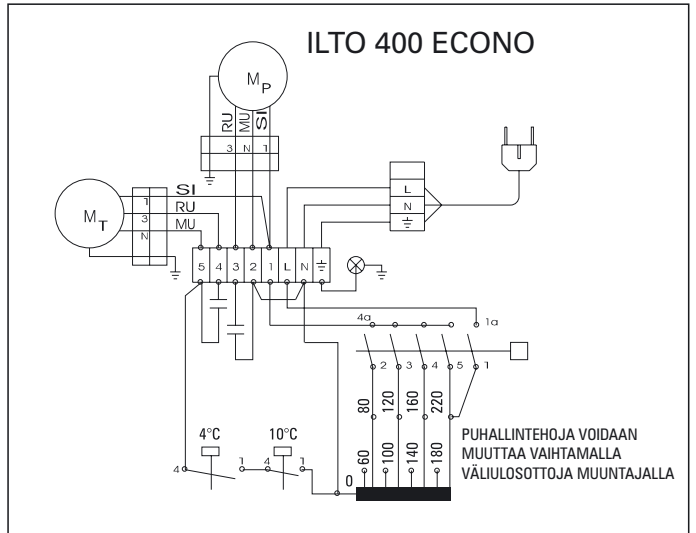 ILTO 400 ECONO
M P
RU
MU
SI
3 N 1
M T
1
3
N
SI
RU
MU
L
N
5 4 3 2 1 L N
4a
1a
2 3 4 5 1
80
120
160
220
60
100
140
180
0
4°C
10°C
4 1 4 1
PUHALLINTEHOJA VOIDAAN
MUUTTAA VAIHTAMALLA
VÄLIULOSOTTOJA MUUNTAJALLA